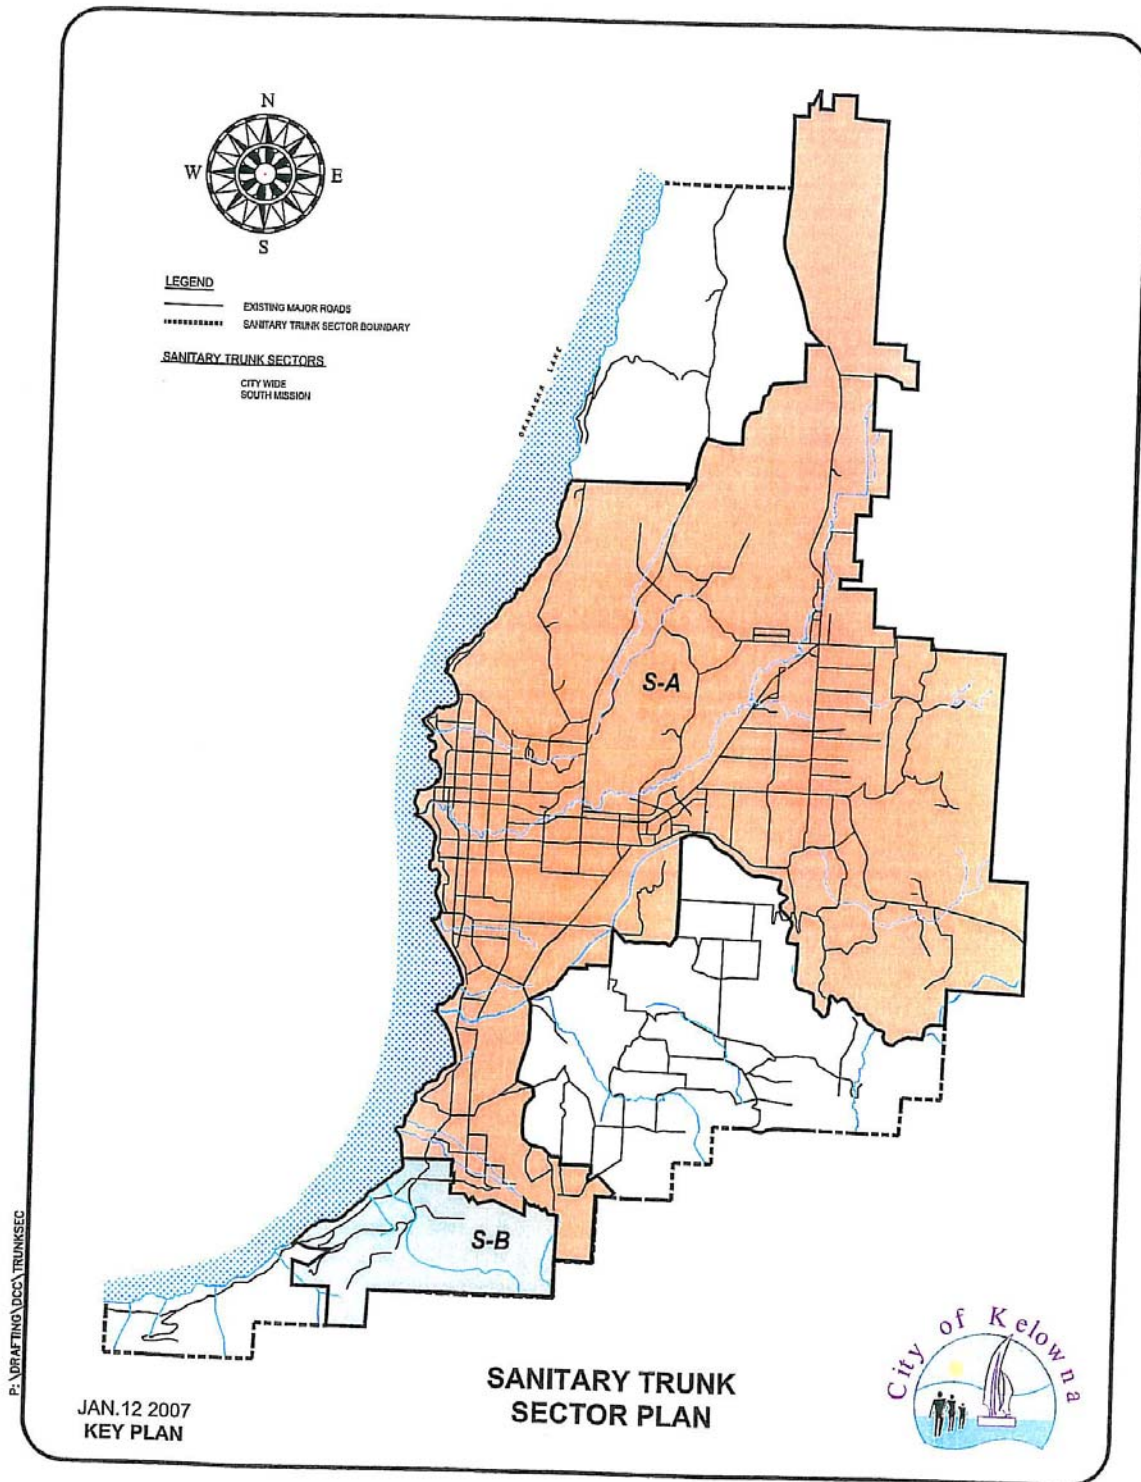 N
W E
S
LEGEND
EXISTING MAJOR ROADS
SANITARY TRUNK SECTOR BOUNDARY
SANITARY TRUNK SECTORS
CITY WIDE
SOUTH MISSION
OKANAGAN LAKE
S-A
S-B
P:\DRAFTING\DCC\TRUNKSEC
JAN.12 2007
KEY PLAN
SANITARY TRUNK
SECTOR PLAN
City of Kelowna